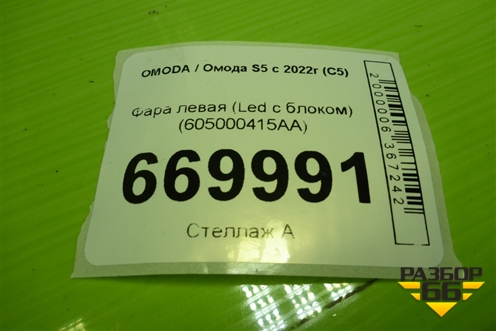 OMODA / Омода S5 с 2022г (C5)
Фара левая (Led с блоком)
(605000415AA)
669991
Стеллаж А
2000006367242
РАЗБОР
66